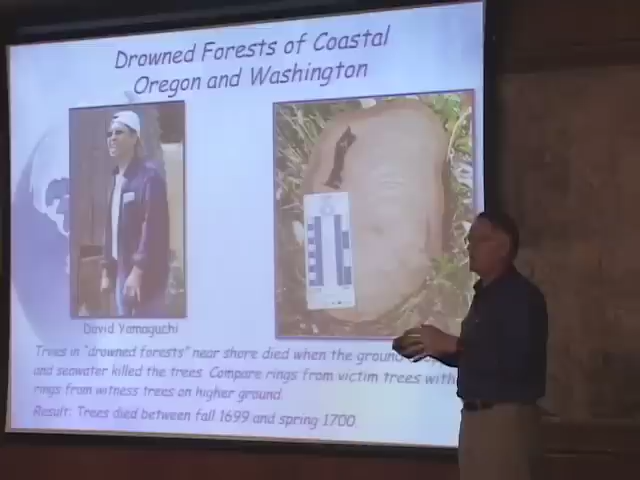 Drowned Forests of Coastal
Oregon and Washington
David Yamaguchi
Trees in "drowned forests" near shore died when the ground
and seawater killed the trees. Compare rings from victim trees with
rings from witness trees on higher ground.
Result: Trees died between fall 1699 and spring 1700